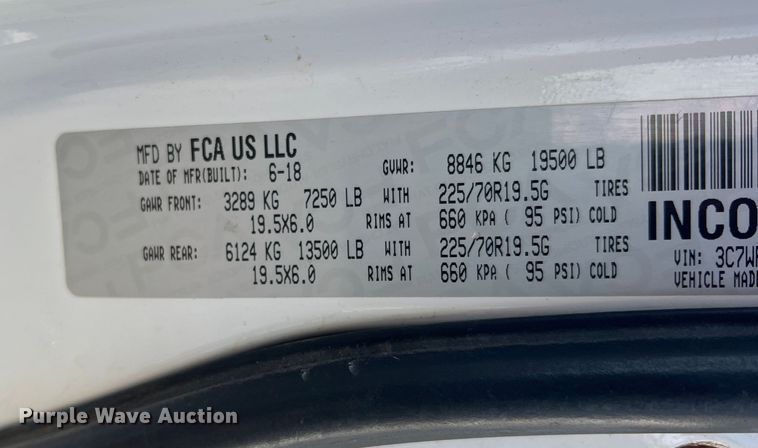 MFD BY FCA US LLC
DATE OF MFR(BUILT): 6-18 GVWR: 8846 KG 19500 LB
GAWR FRONT: 3289 KG 7250 LB WITH 225/70R19.5G TIRES
19.5X6.0 RIMS AT 660 KPA ( 95 PSI) COLD
GAWR REAR: 6124 KG 13500 LB WITH 225/70R19.5G TIRES
19.5X6.0 RIMS AT 660 KPA ( 95 PSI) COLD
INCO
VIN: 3C7W
VEHICLE MADE
Purple Wave Auction